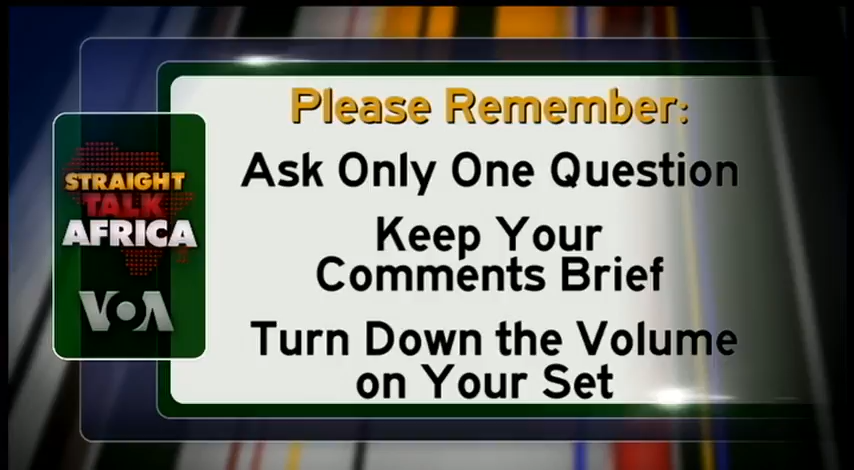 Please Remember:
Ask Only One Question
Keep Your
Comments Brief
Turn Down the Volume
on Your Set
STRAIGHT
TALK
AFRICA
VOA